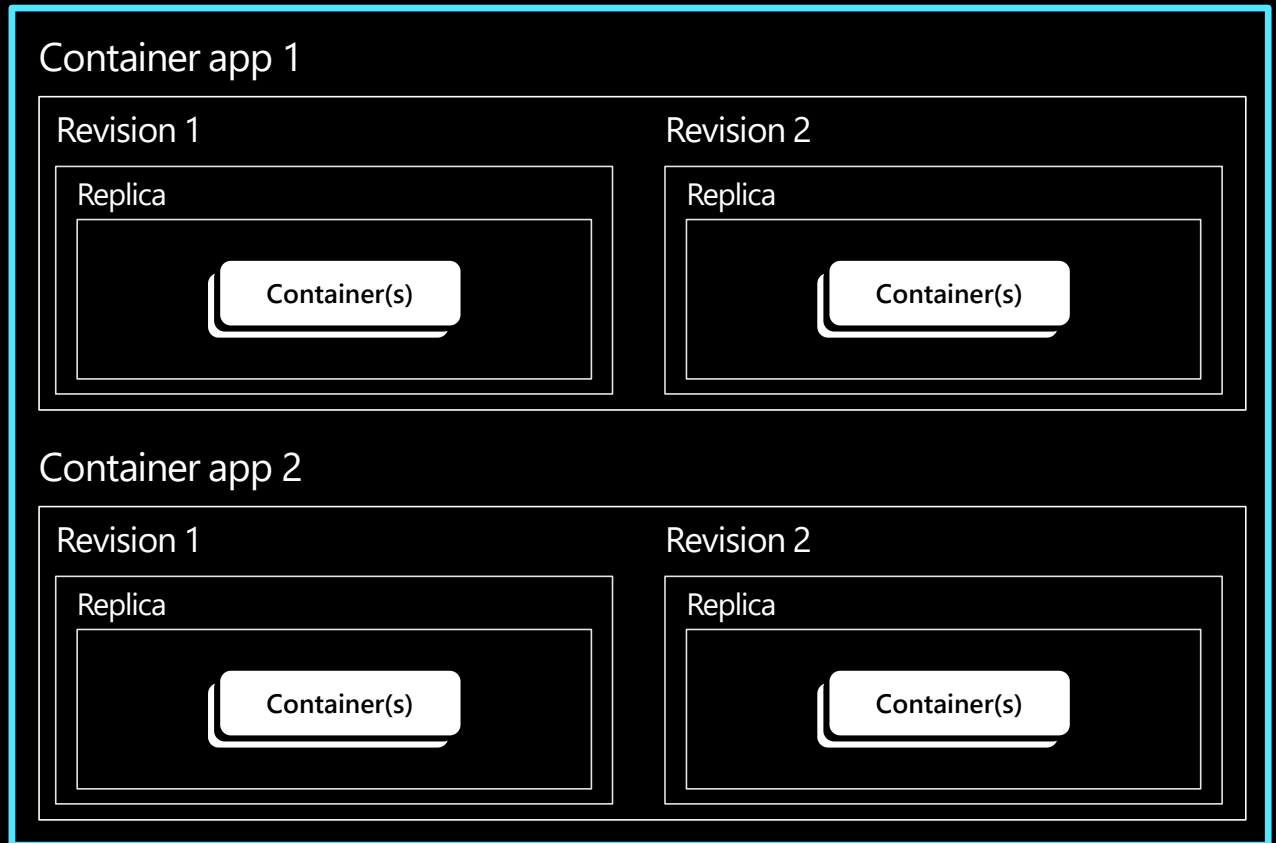 Container app 1
Revision 1
Revision 2
Replica
Replica
Container(s)
Container(s)
Container app 2
Revision 1
Revision 2
Replica
Replica
Container(s)
Container(s)